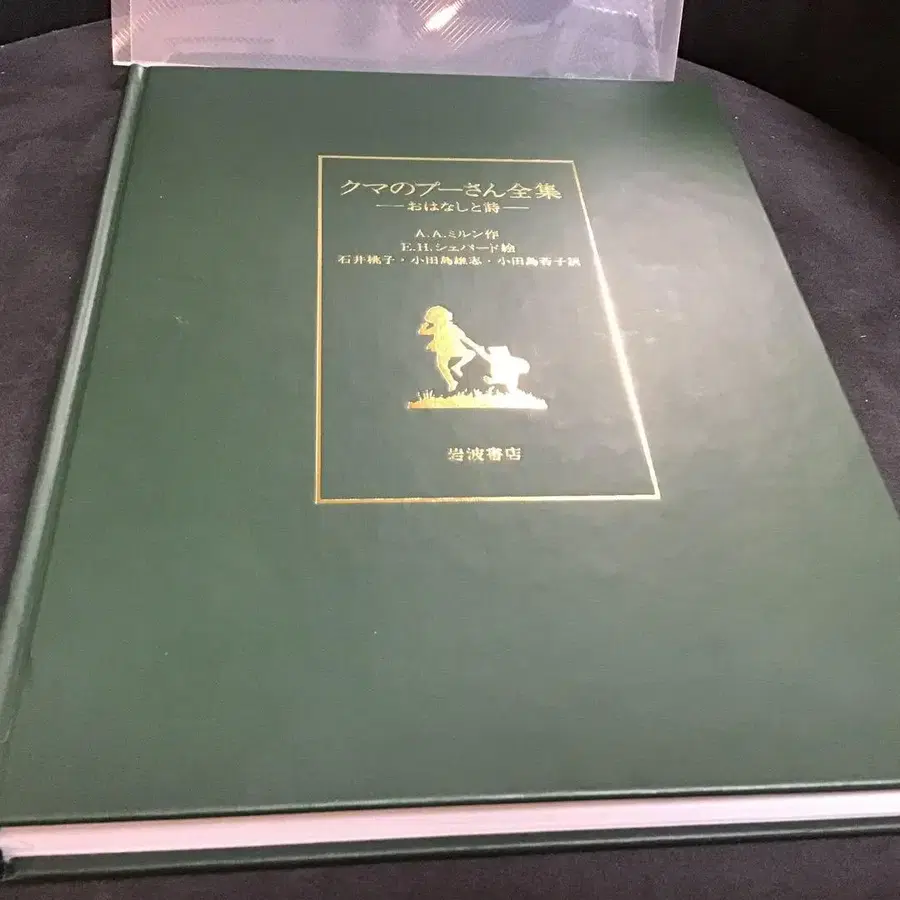 クマのプーさん全集
—おはなしと詩—
A.A.ミルン作
E.H.シェパード絵
石井桃子・小田島雄志・小田島若子訳
岩波書店